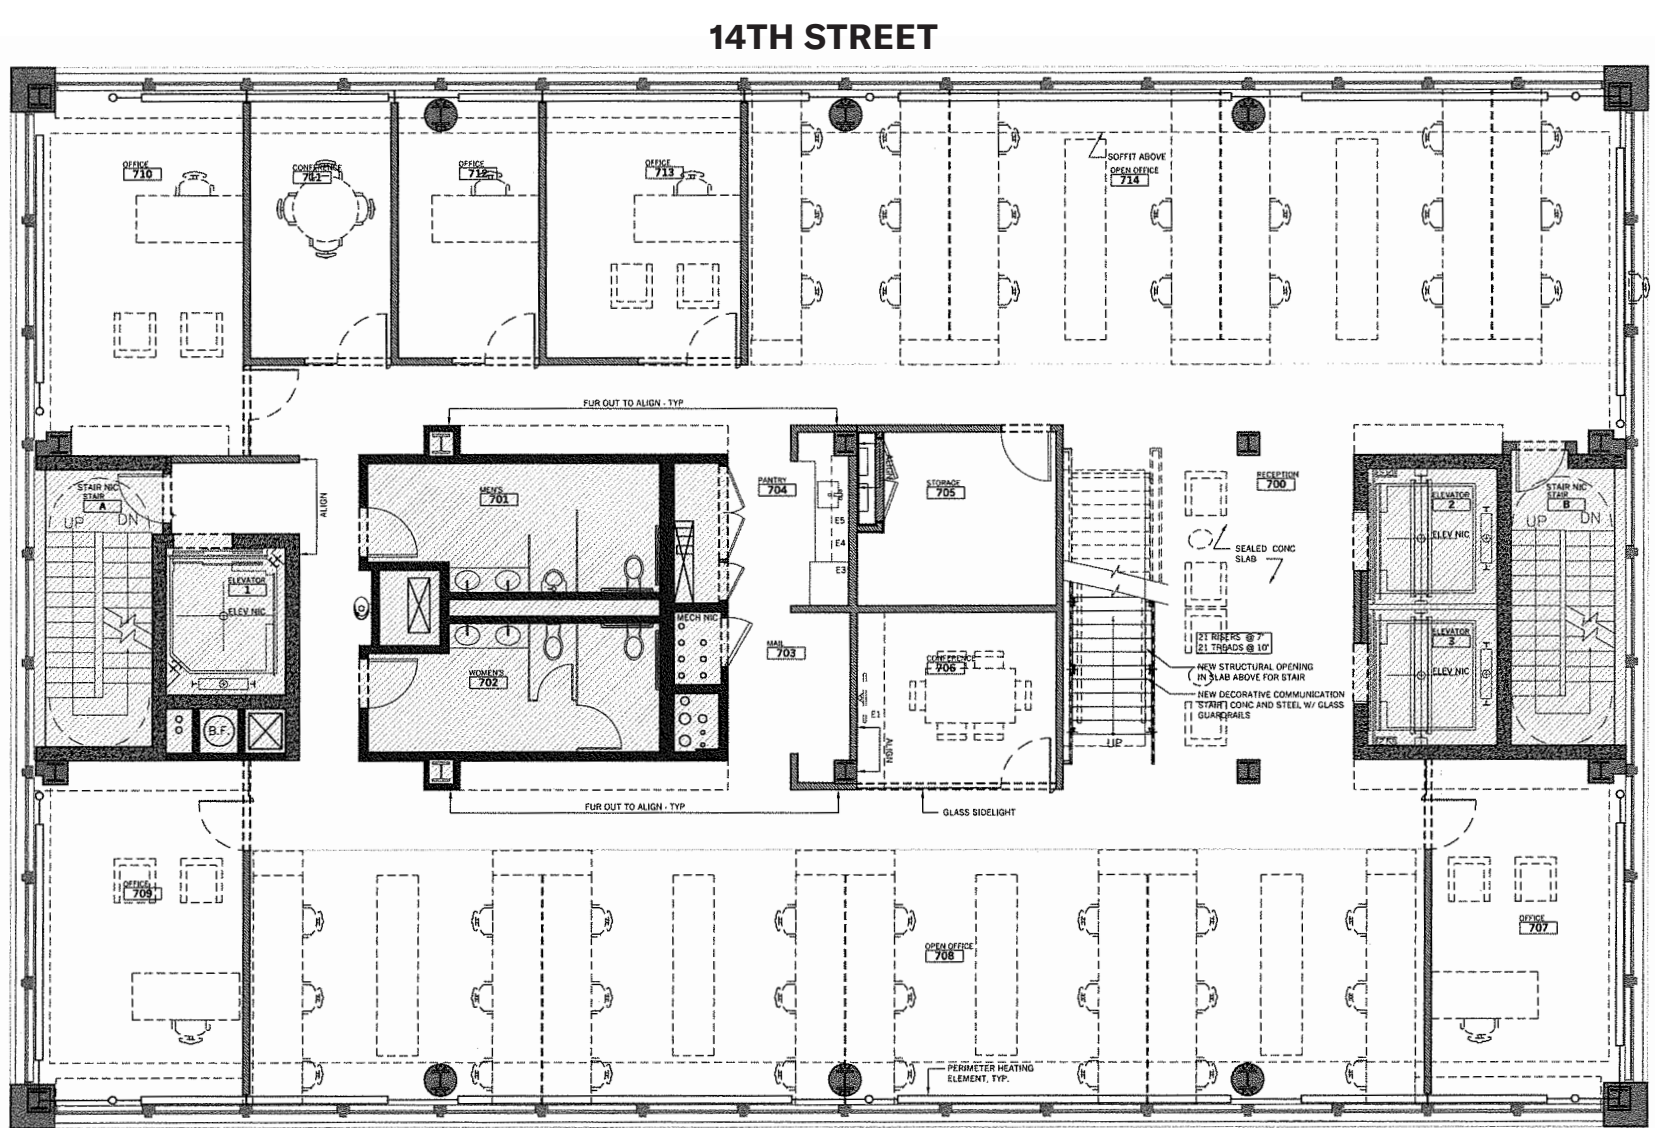 14TH STREET
OFFICE
710
CONFERENCE
711
OFFICE
712
OFFICE
713
SOFFIT ABOVE
OPEN OFFICE
714
FUR OUT TO ALIGN - TYP
STAIR NIC
STAIR
A
UP DN
ALIGN
MEN'S
701
PANTRY
704
E5
E4
E3
STORAGE
705
RECEPTION
700
SEALED CONC
SLAB
ELEVATOR
2
ELEV NIC
STAIR NIC
STAIR
B
UP DN
ELEVATOR
1
ELEV NIC
MECH NIC
MAIL
703
WOMEN'S
702
CONFERENCE
706
E1
ALIGN
21 RISERS @ 7"
21 TREADS @ 10"
NEW STRUCTURAL OPENING
IN SLAB ABOVE FOR STAIR
NEW DECORATIVE COMMUNICATION
STAIR CONC AND STEEL W/ GLASS
GUARDRAILS
UP
ELEVATOR
3
ELEV NIC
B.F.
FUR OUT TO ALIGN - TYP
GLASS SIDELIGHT
OFFICE
709
OPEN OFFICE
708
OFFICE
707
PERIMETER HEATING
ELEMENT, TYP.